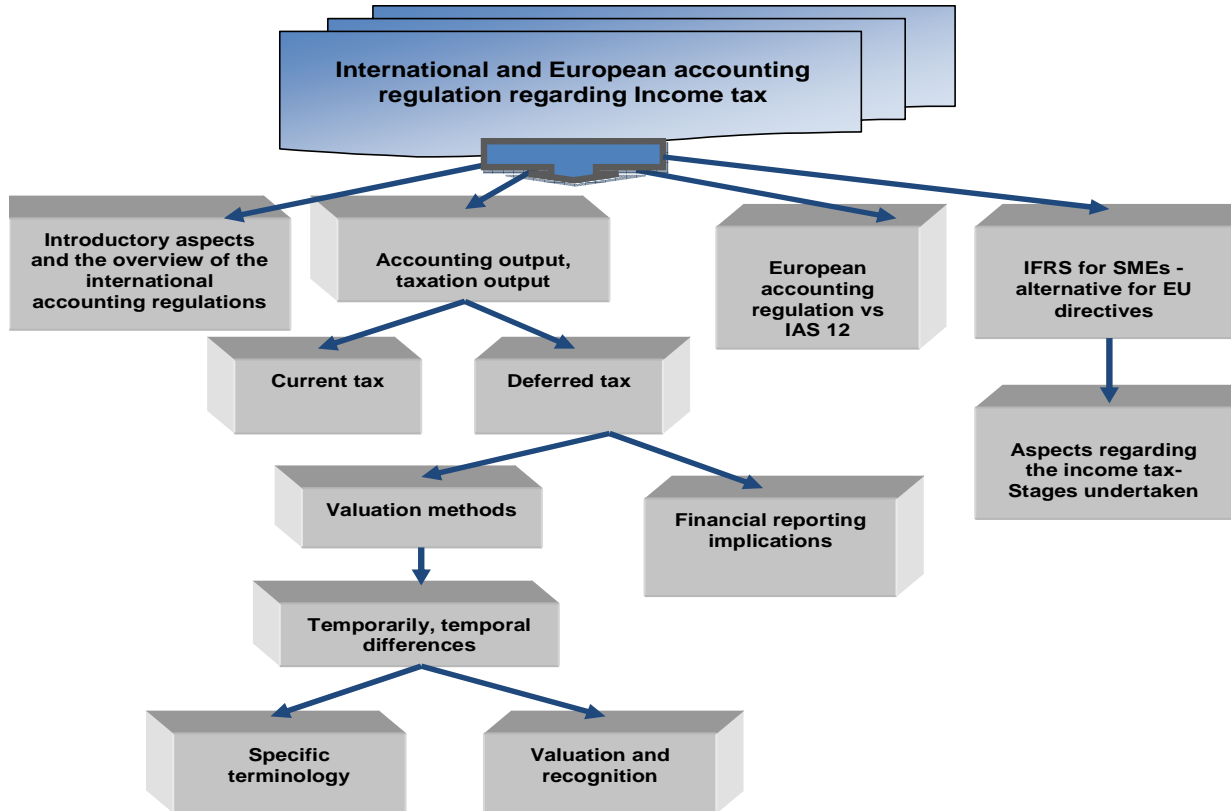 International and European accounting
regulation regarding Income tax
Introductory aspects
and the overview of the
international
accounting regulations
Accounting output,
taxation output
European
accounting
regulation vs
IAS 12
IFRS for SMEs -
alternative for EU
directives
Current tax
Deferred tax
Aspects regarding
the income tax-
Stages undertaken
Valuation methods
Financial reporting
implications
Temporarily, temporal
differences
Specific
terminology
Valuation and
recognition